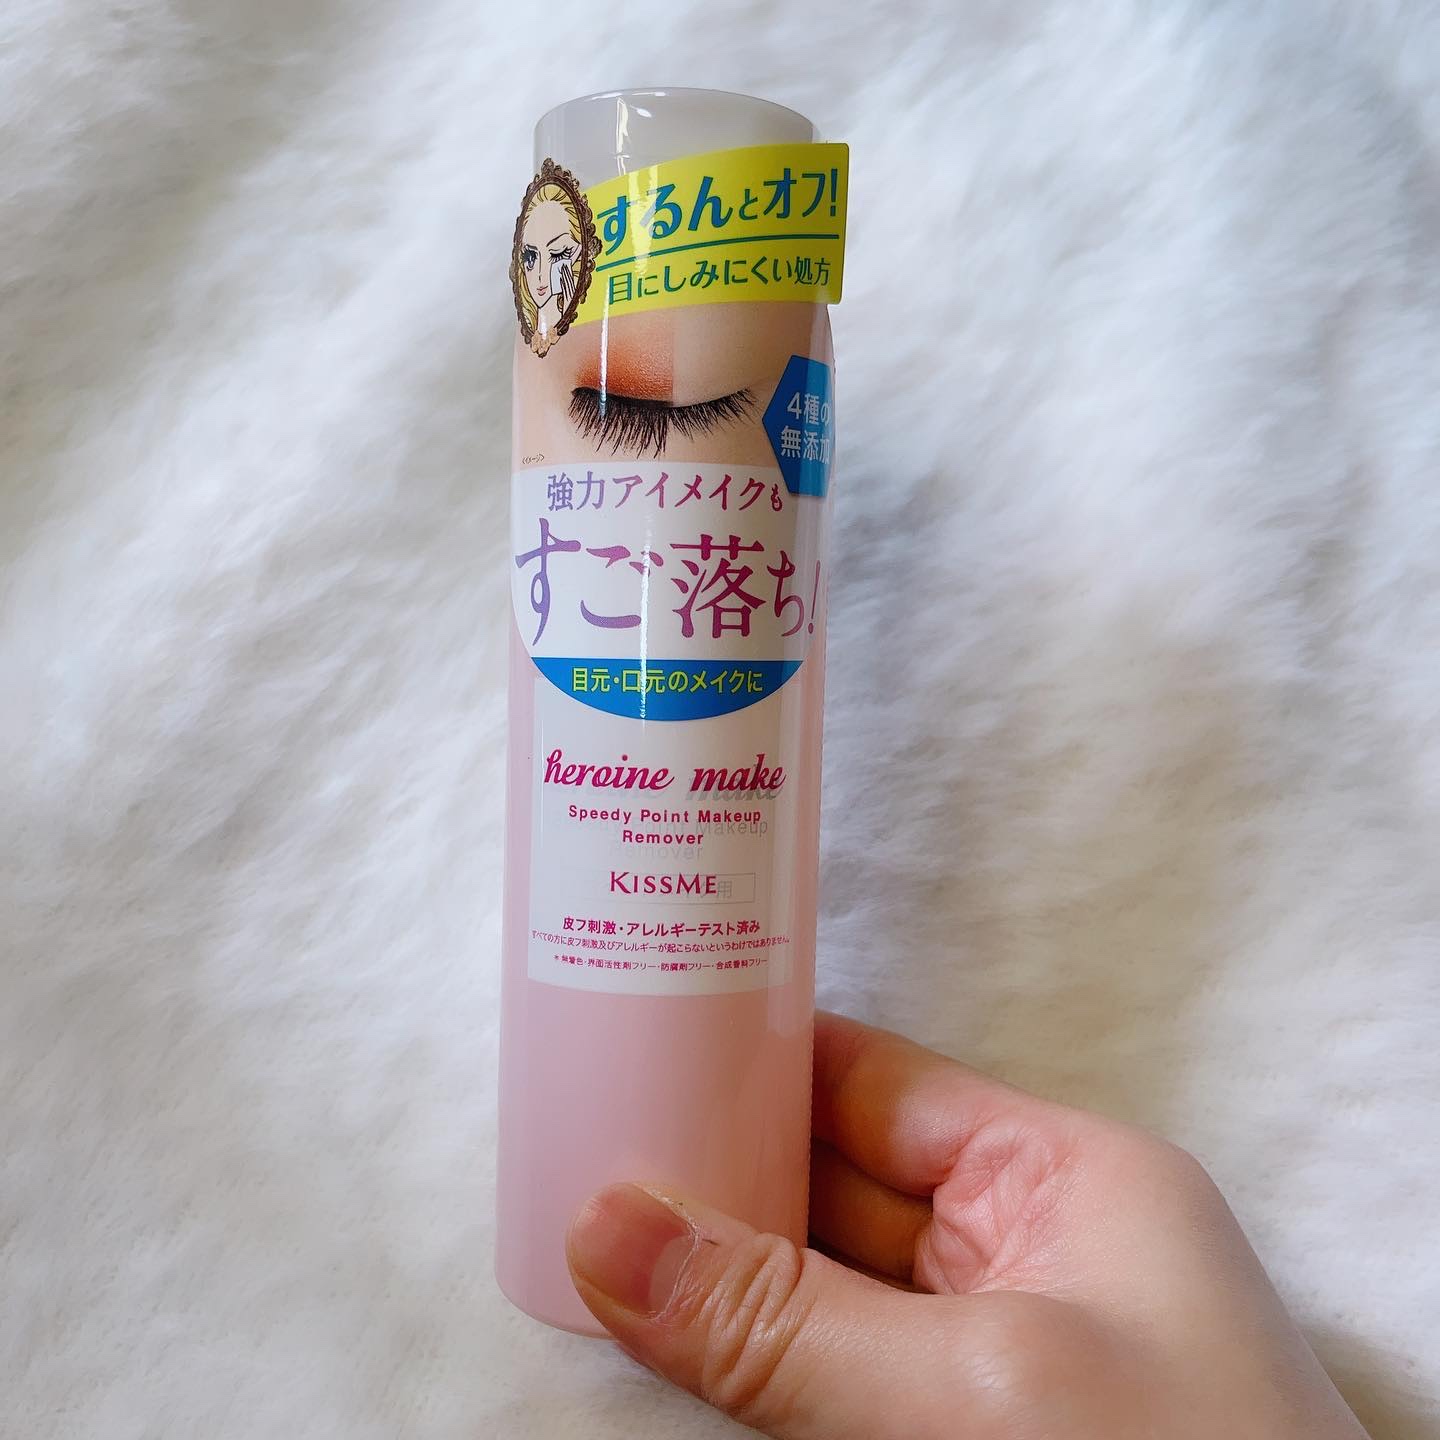 するんとオフ!
目にしみにくい処方
4種の
無添加
<イメージ>
強力アイメイクも
すご落ち!
目元・口元のメイクに
heroine make
Speedy Point Makeup
Remover
KISSME
皮フ刺激・アレルギーテスト済み
すべての方に皮フ刺激及びアレルギーが起こらないというわけではありません。
＊無着色・界面活性剤フリー・防腐剤フリー・合成香料フリー